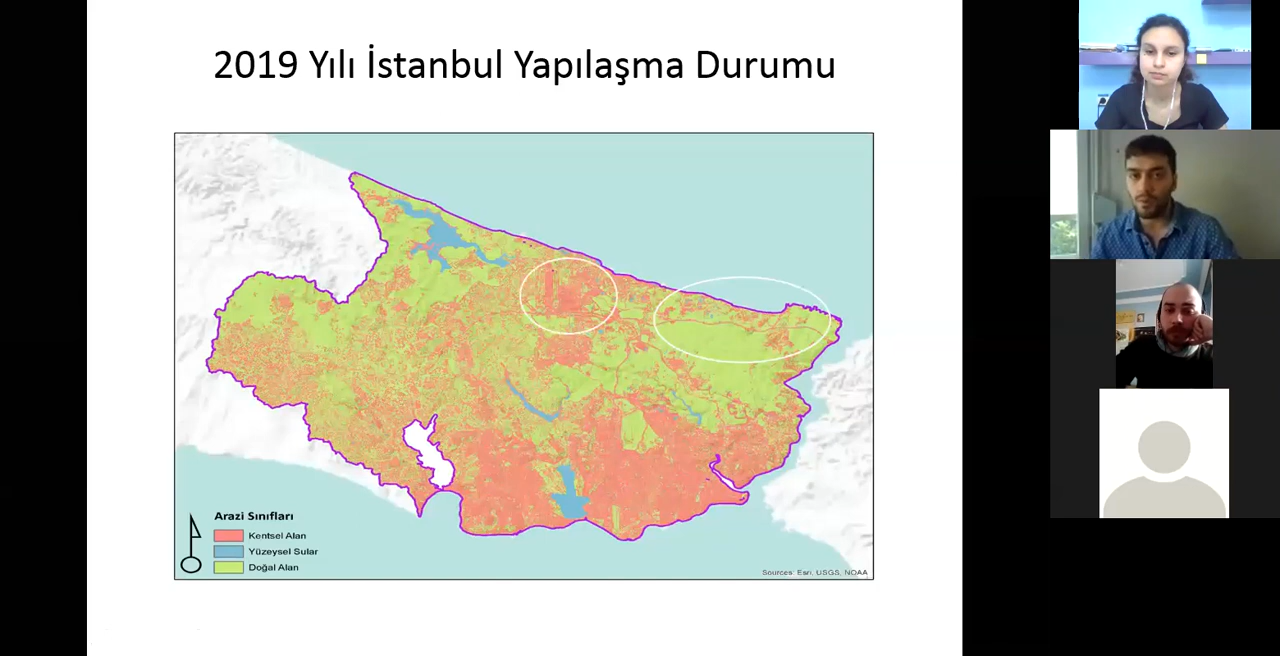 2019 Yılı İstanbul Yapılaşma Durumu
Arazi Sınıfları
Kentsel Alan
Yüzeysel Sular
Doğal Alan
Sources: Esri, USGS, NOAA